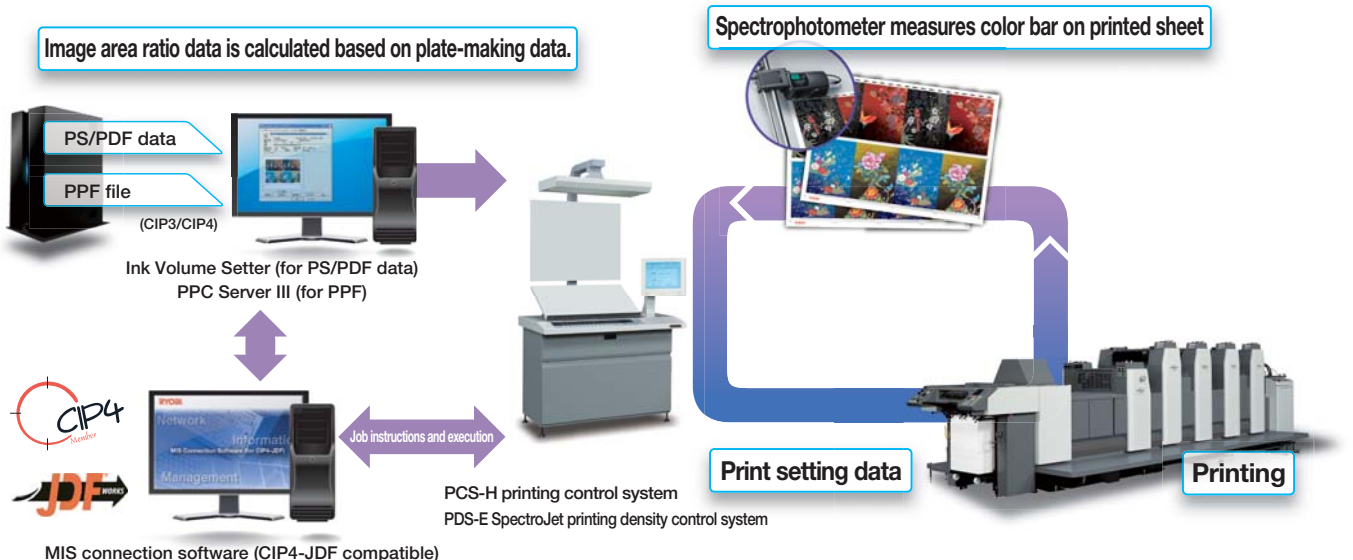 Image area ratio data is calculated based on plate-making data.
Spectrophotometer measures color bar on printed sheet
PS/PDF data
PPF file
(CIP3/CIP4)
Ink Volume Setter (for PS/PDF data)
PPC Server III (for PPF)
CIP4
Member
JDF WORKS
RYOBI
Network
Informatio
MIS Connection Software (for CIP4-JDF)
Management
Job instructions and execution
MIS connection software (CIP4-JDF compatible)
PCS-H printing control system
PDS-E SpectroJet printing density control system
Print setting data
Printing